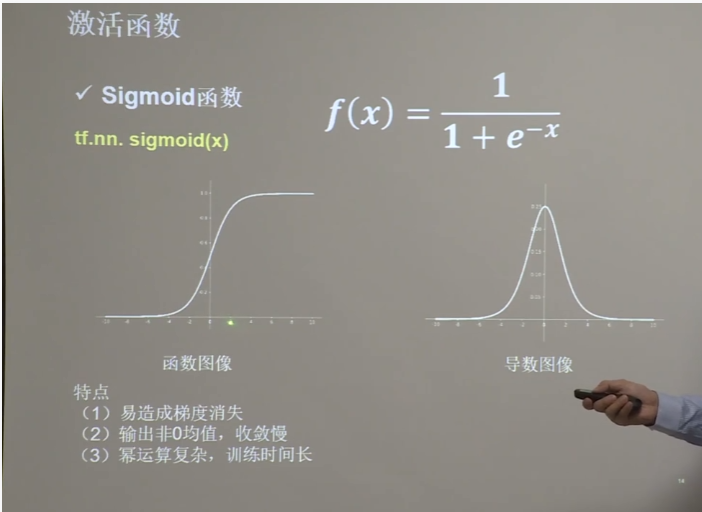 激活函数
✓ Sigmoid函数
f(x) = 1 / (1 + e^{-x})
tf.nn. sigmoid(x)
函数图像
导数图像
特点
（1）易造成梯度消失
（2）输出非0均值，收敛慢
（3）幂运算复杂，训练时间长